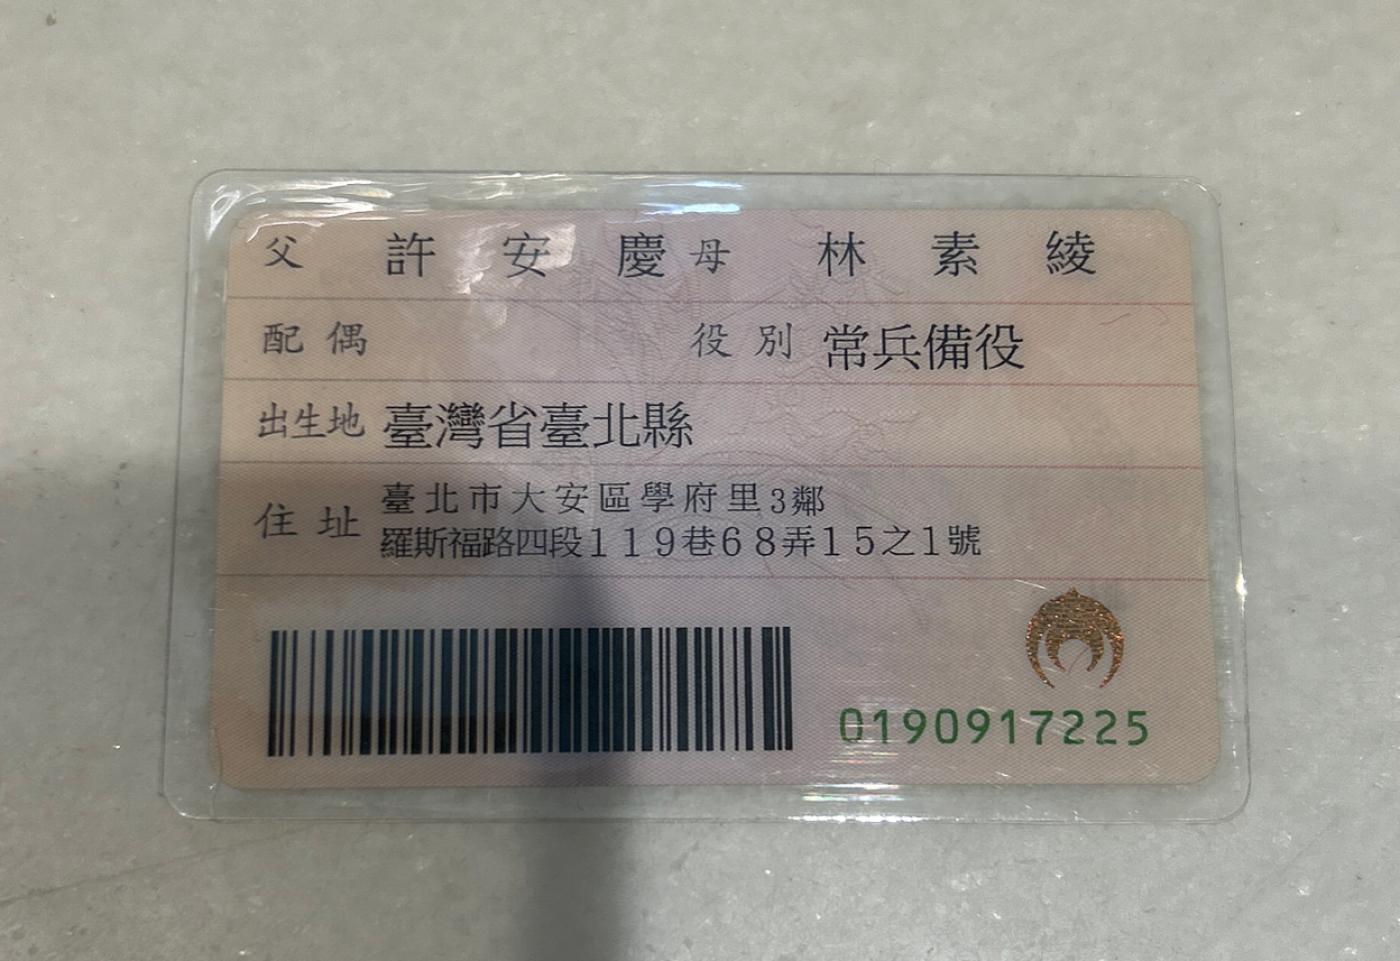 父 許安慶 母 林素綾
配偶 役別 常兵備役
出生地 臺灣省臺北縣
住址 臺北市大安區學府里3鄰
羅斯福路四段119巷68弄15之1號
0190917225